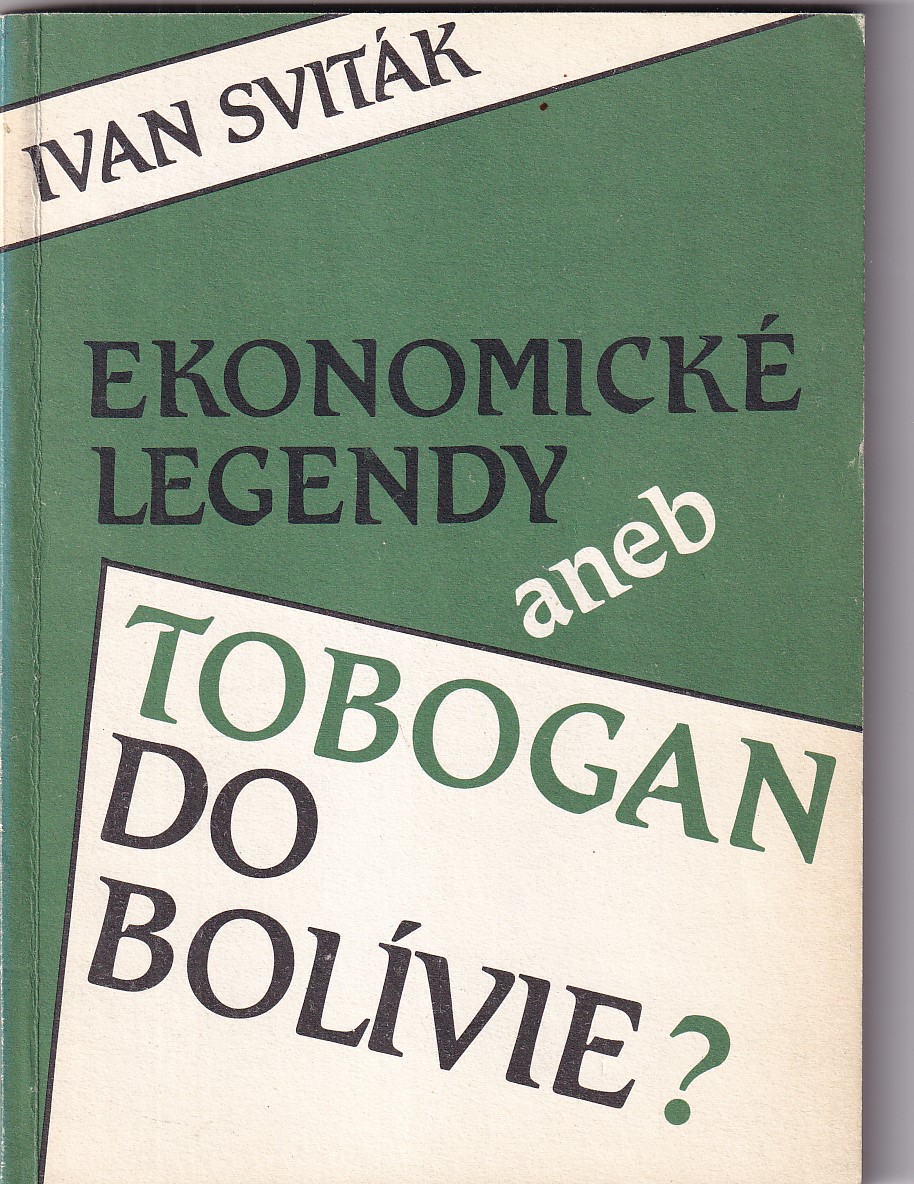 IVAN SVITÁK
EKONOMICKÉ
LEGENDY
aneb
TOBOGAN
DO
BOLÍVIE?